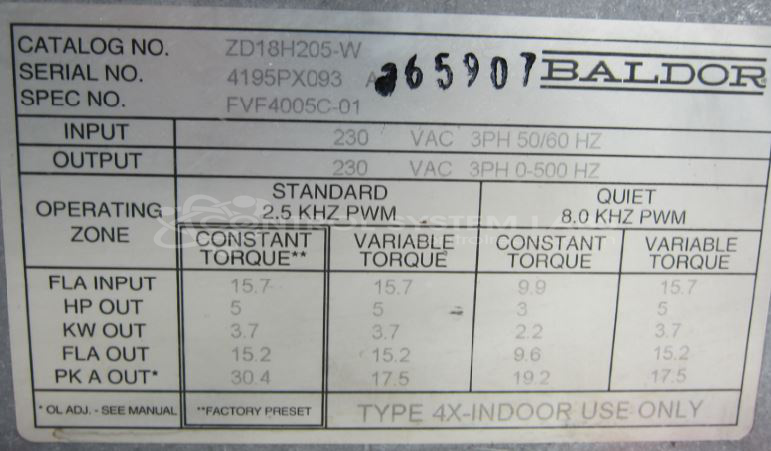 CATALOG NO. ZD18H205-W
SERIAL NO. 4195PX093 a65907 BALDOR
SPEC NO. FVF4005C-01
INPUT 230 VAC 3PH 50/60 HZ
OUTPUT 230 VAC 3PH 0-500 HZ
OPERATING ZONE
STANDARD QUIET
2.5 KHZ PWM 8.0 KHZ PWM
CONSTANT VARIABLE CONSTANT VARIABLE
TORQUE** TORQUE TORQUE TORQUE
FLA INPUT 15.7 15.7 9.9 15.7
HP OUT 5 5 3 5
KW OUT 3.7 3.7 2.2 3.7
FLA OUT 15.2 15.2 9.6 15.2
PK A OUT* 30.4 17.5 19.2 17.5
* OL ADJ. - SEE MANUAL **FACTORY PRESET TYPE 4X-INDOOR USE ONLY